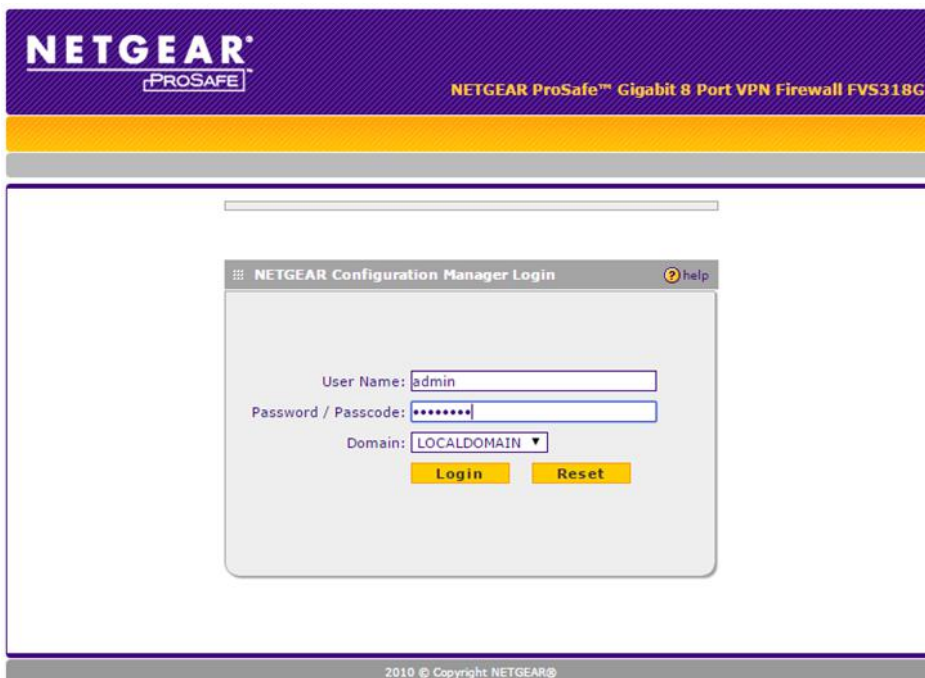 NETGEAR®
PROSAFE™
NETGEAR ProSafe™ Gigabit 8 Port VPN Firewall FVS318G
NETGEAR Configuration Manager Login
? help
User Name: admin
Password / Passcode: ••••••••
Domain: LOCALDOMAIN ▼
Login Reset
2010 © Copyright NETGEAR®